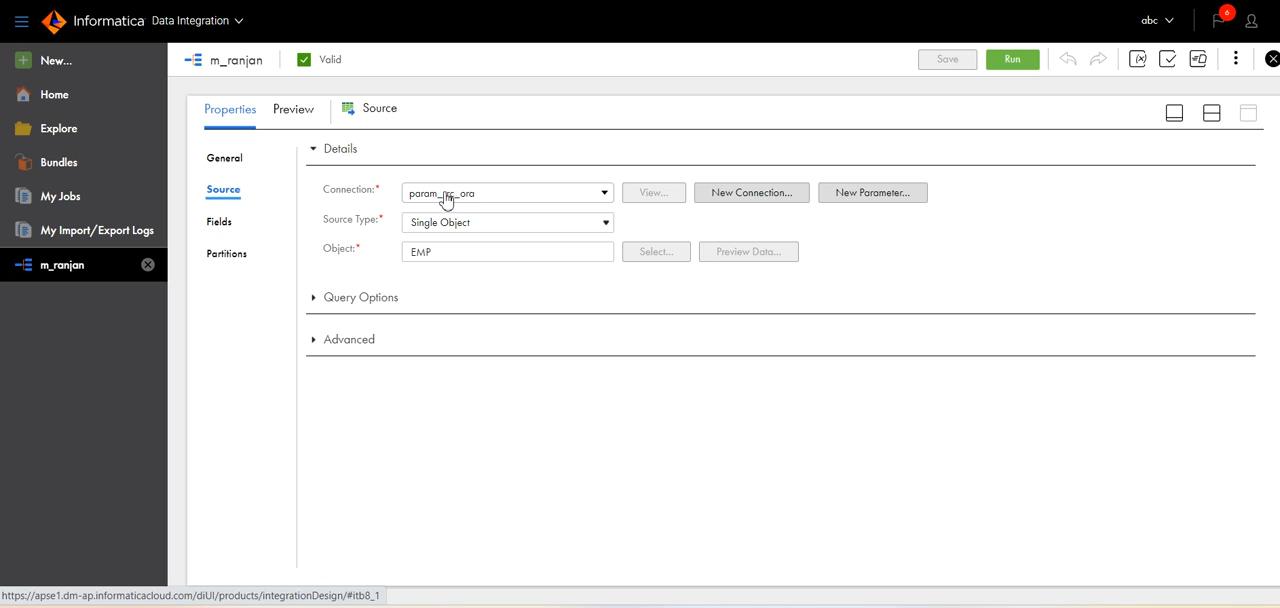 Informatica Data Integration
abc
6
New...
Home
Explore
Bundles
My Jobs
My Import/Export Logs
m_ranjan
m_ranjan
Valid
Save
Run
Properties
Preview
Source
General
Source
Fields
Partitions
Details
Connection:*
View...
New Connection...
New Parameter...
Source Type:*
Single Object
Object:*
EMP
Select...
Preview Data...
Query Options
Advanced
https://apse1.dm-ap.informaticacloud.com/diUI/products/integrationDesign/#itb8_1